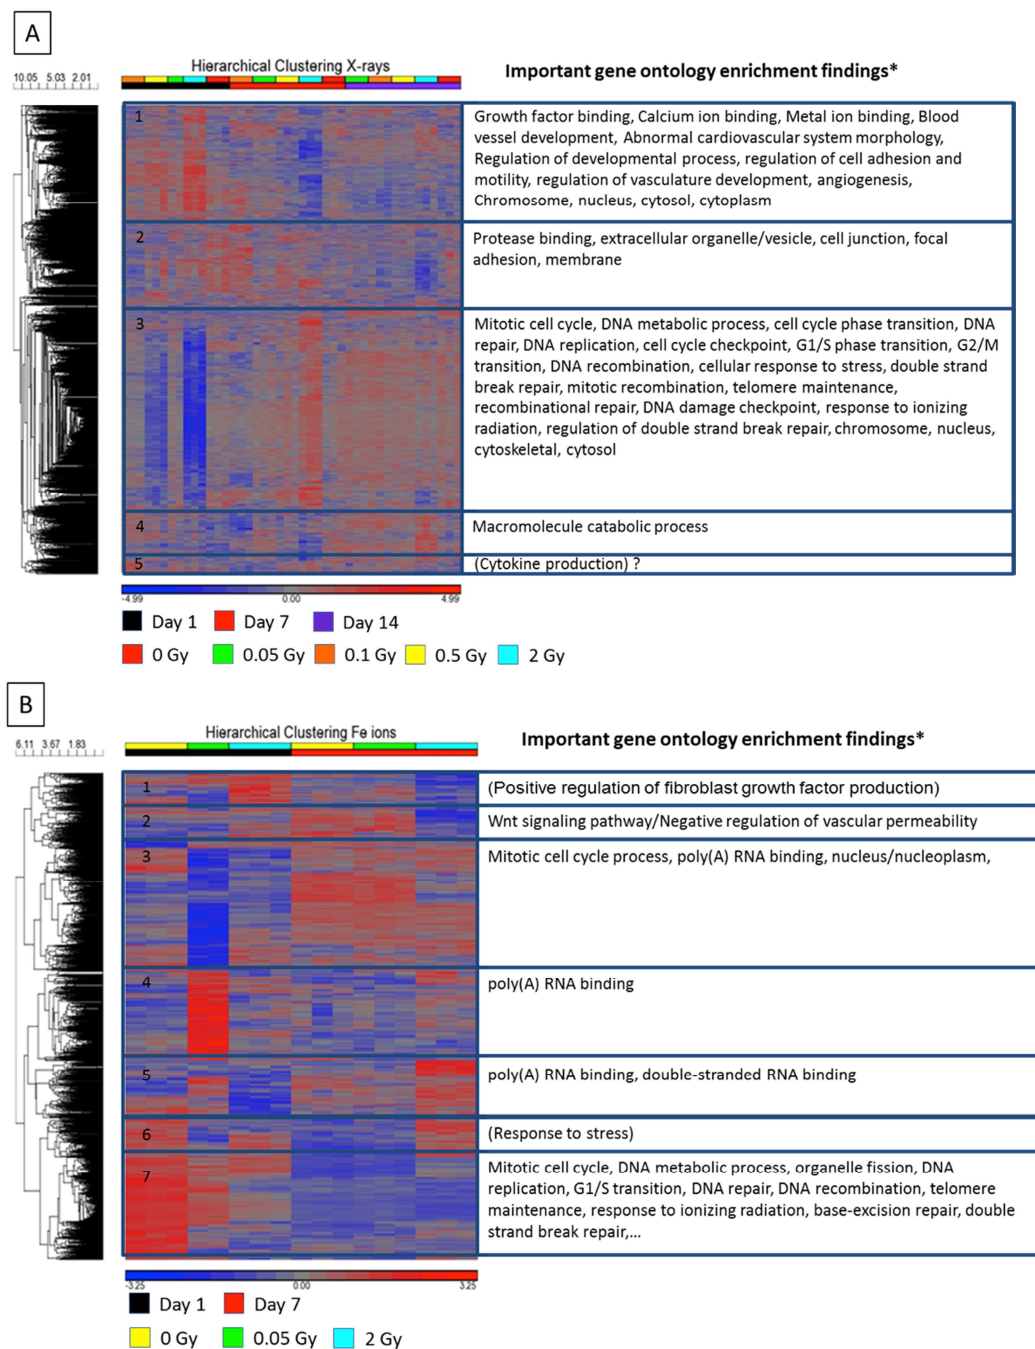 A
Hierarchical Clustering X-rays
Important gene ontology enrichment findings*
10.05 5.03 2.01
1
Growth factor binding, Calcium ion binding, Metal ion binding, Blood
vessel development, Abnormal cardiovascular system morphology,
Regulation of developmental process, regulation of cell adhesion and
motility, regulation of vasculature development, angiogenesis,
Chromosome, nucleus, cytosol, cytoplasm
2
Protease binding, extracellular organelle/vesicle, cell junction, focal
adhesion, membrane
3
Mitotic cell cycle, DNA metabolic process, cell cycle phase transition, DNA
repair, DNA replication, cell cycle checkpoint, G1/S phase transition, G2/M
transition, DNA recombination, cellular response to stress, double strand
break repair, mitotic recombination, telomere maintenance,
recombinational repair, DNA damage checkpoint, response to ionizing
radiation, regulation of double strand break repair, chromosome, nucleus,
cytoskeletal, cytosol
4
Macromolecule catabolic process
5
(Cytokine production) ?
-4.99 0.00 4.99
Day 1 Day 7 Day 14
0 Gy 0.05 Gy 0.1 Gy 0.5 Gy 2 Gy
B
Hierarchical Clustering Fe ions
Important gene ontology enrichment findings*
6.11 3.67 1.83
1
(Positive regulation of fibroblast growth factor production)
2
Wnt signaling pathway/Negative regulation of vascular permeability
3
Mitotic cell cycle process, poly(A) RNA binding, nucleus/nucleoplasm,
4
poly(A) RNA binding
5
poly(A) RNA binding, double-stranded RNA binding
6
(Response to stress)
7
Mitotic cell cycle, DNA metabolic process, organelle fission, DNA
replication, G1/S transition, DNA repair, DNA recombination, telomere
maintenance, response to ionizing radiation, base-excision repair, double
strand break repair,...
-3.25 0.00 3.25
Day 1 Day 7
0 Gy 0.05 Gy 2 Gy